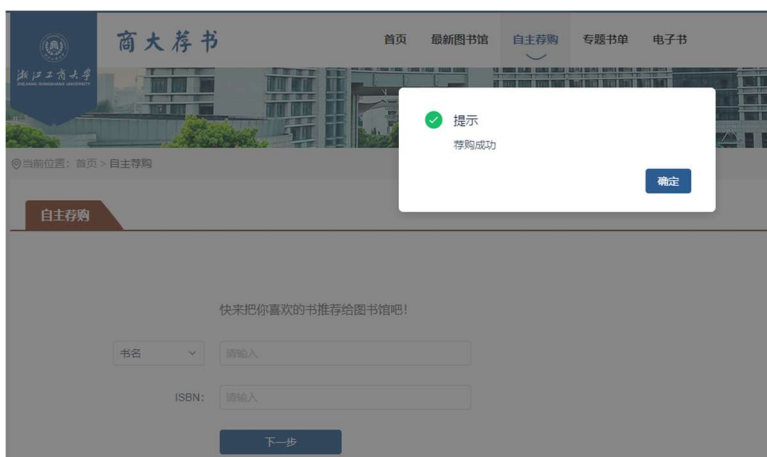 商大荐书
首页 最新图书馆 自主荐购 专题书单 电子书
浙江工商大学
ZHEJIANG GONGSHANG UNIVERSITY
提示
荐购成功
确定
当前位置: 首页 > 自主荐购
自主荐购
快来把你喜欢的书推荐给图书馆吧!
书名 请输入
ISBN: 请输入
下一步